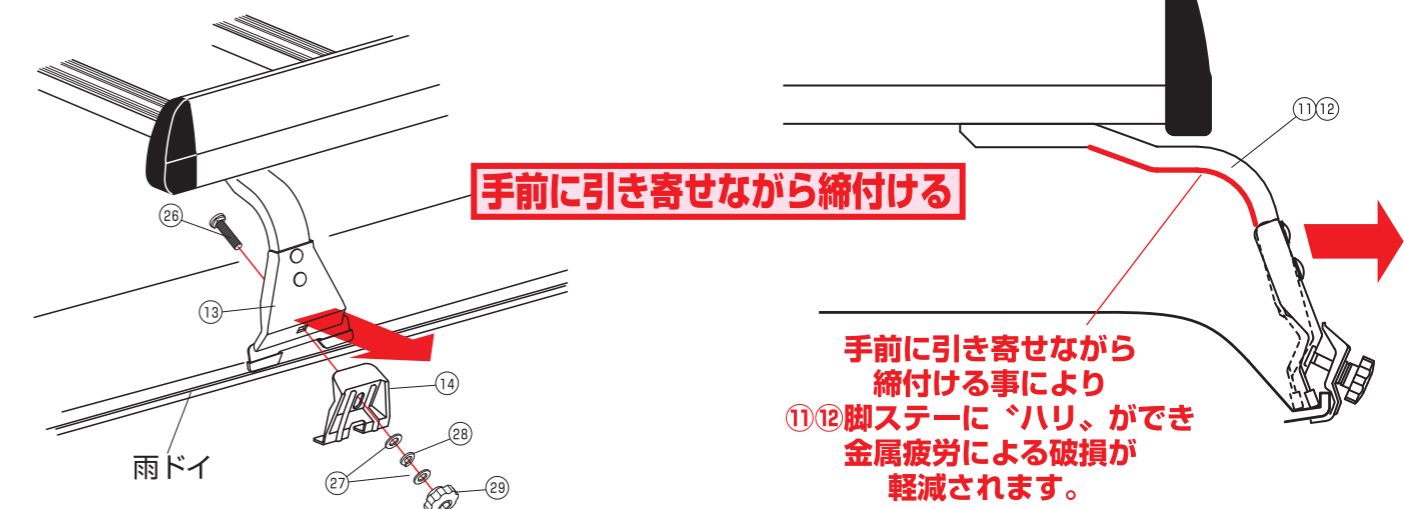 手前に引き寄せながら締付ける
⑪⑫
㉖
⑬
⑭
㉘
㉗
㉙
雨ドイ
手前に引き寄せながら
締付ける事により
⑪⑫脚ステーに〝ハリ〟ができ
金属疲労による破損が
軽減されます。